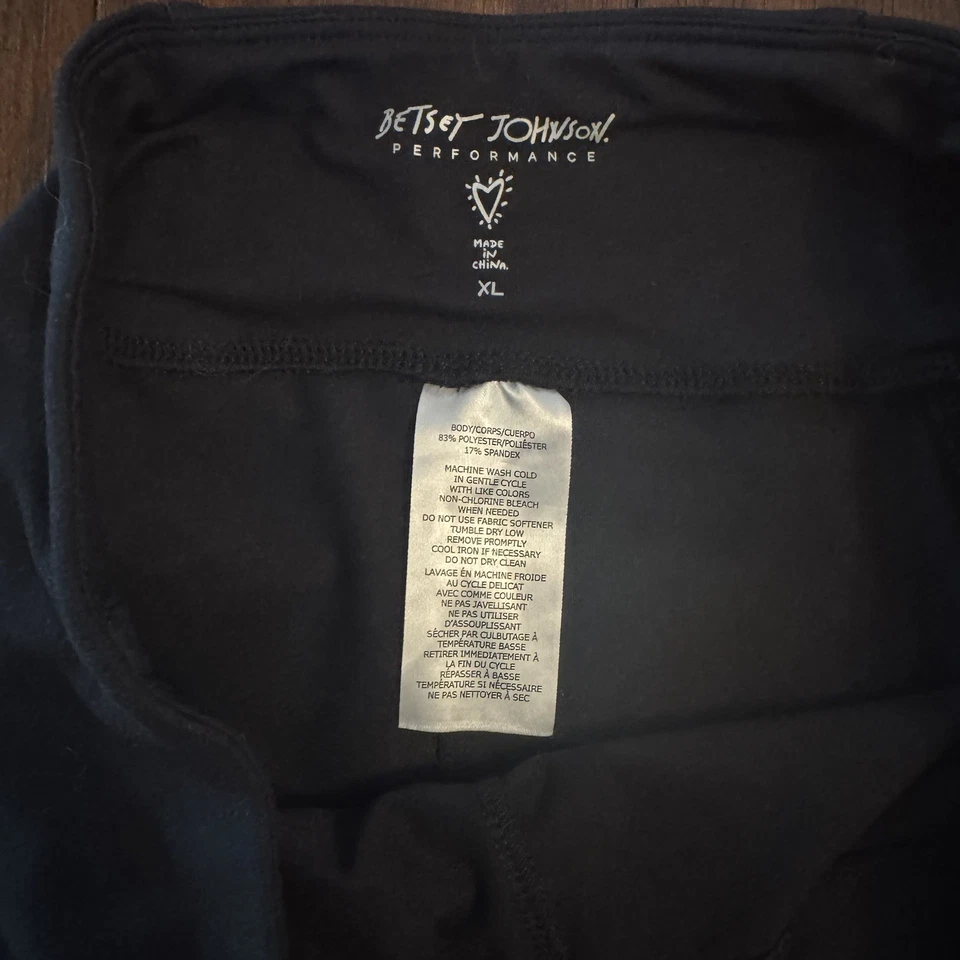 BETSEY JOHNSON.
PERFORMANCE
MADE
IN
CHINA.
XL
BODY/CORPS/CUERPO
83% POLYESTER/POLIÉSTER
17% SPANDEX
MACHINE WASH COLD
IN GENTLE CYCLE
WITH LIKE COLORS
NON-CHLORINE BLEACH
WHEN NEEDED
DO NOT USE FABRIC SOFTENER
TUMBLE DRY LOW
REMOVE PROMPTLY
COOL IRON IF NECESSARY
DO NOT DRY CLEAN
LAVAGE EN MACHINE FROIDE
AU CYCLE DELICAT
AVEC COMME COULEUR
NE PAS JAVELLISANT
NE PAS UTILISER
D'ASSOUPLISSANT
SÉCHER PAR CULBUTAGE À
TEMPÉRATURE BASSE
RETIRER IMMEDIATEMENT À
LA FIN DU CYCLE
RÉPASSER À BASSE
TEMPÉRATURE SI NÉCESSAIRE
NE PAS NETTOYER À SEC